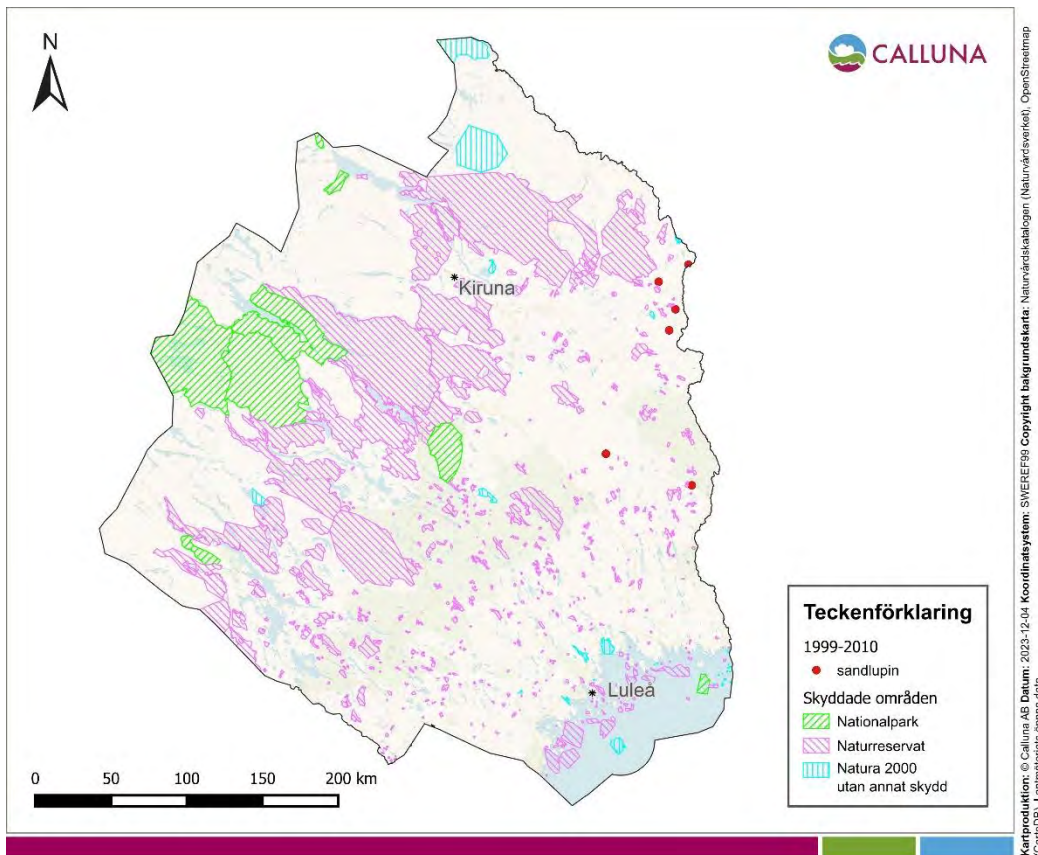 N
CALLUNA
Kiruna
Luleå
Teckenförklaring
1999-2010
sandlupin
Skyddade områden
Nationalpark
Naturreservat
Natura 2000
utan annat skydd
0 50 100 150 200 km
Kartproduktion: © Calluna AB Datum: 2023-12-04 Koordinatsystem: SWEREF99 Copyright bakgrundskarta: Naturvårdskatalogen (Naturvårdsverket), OpenStreetmap